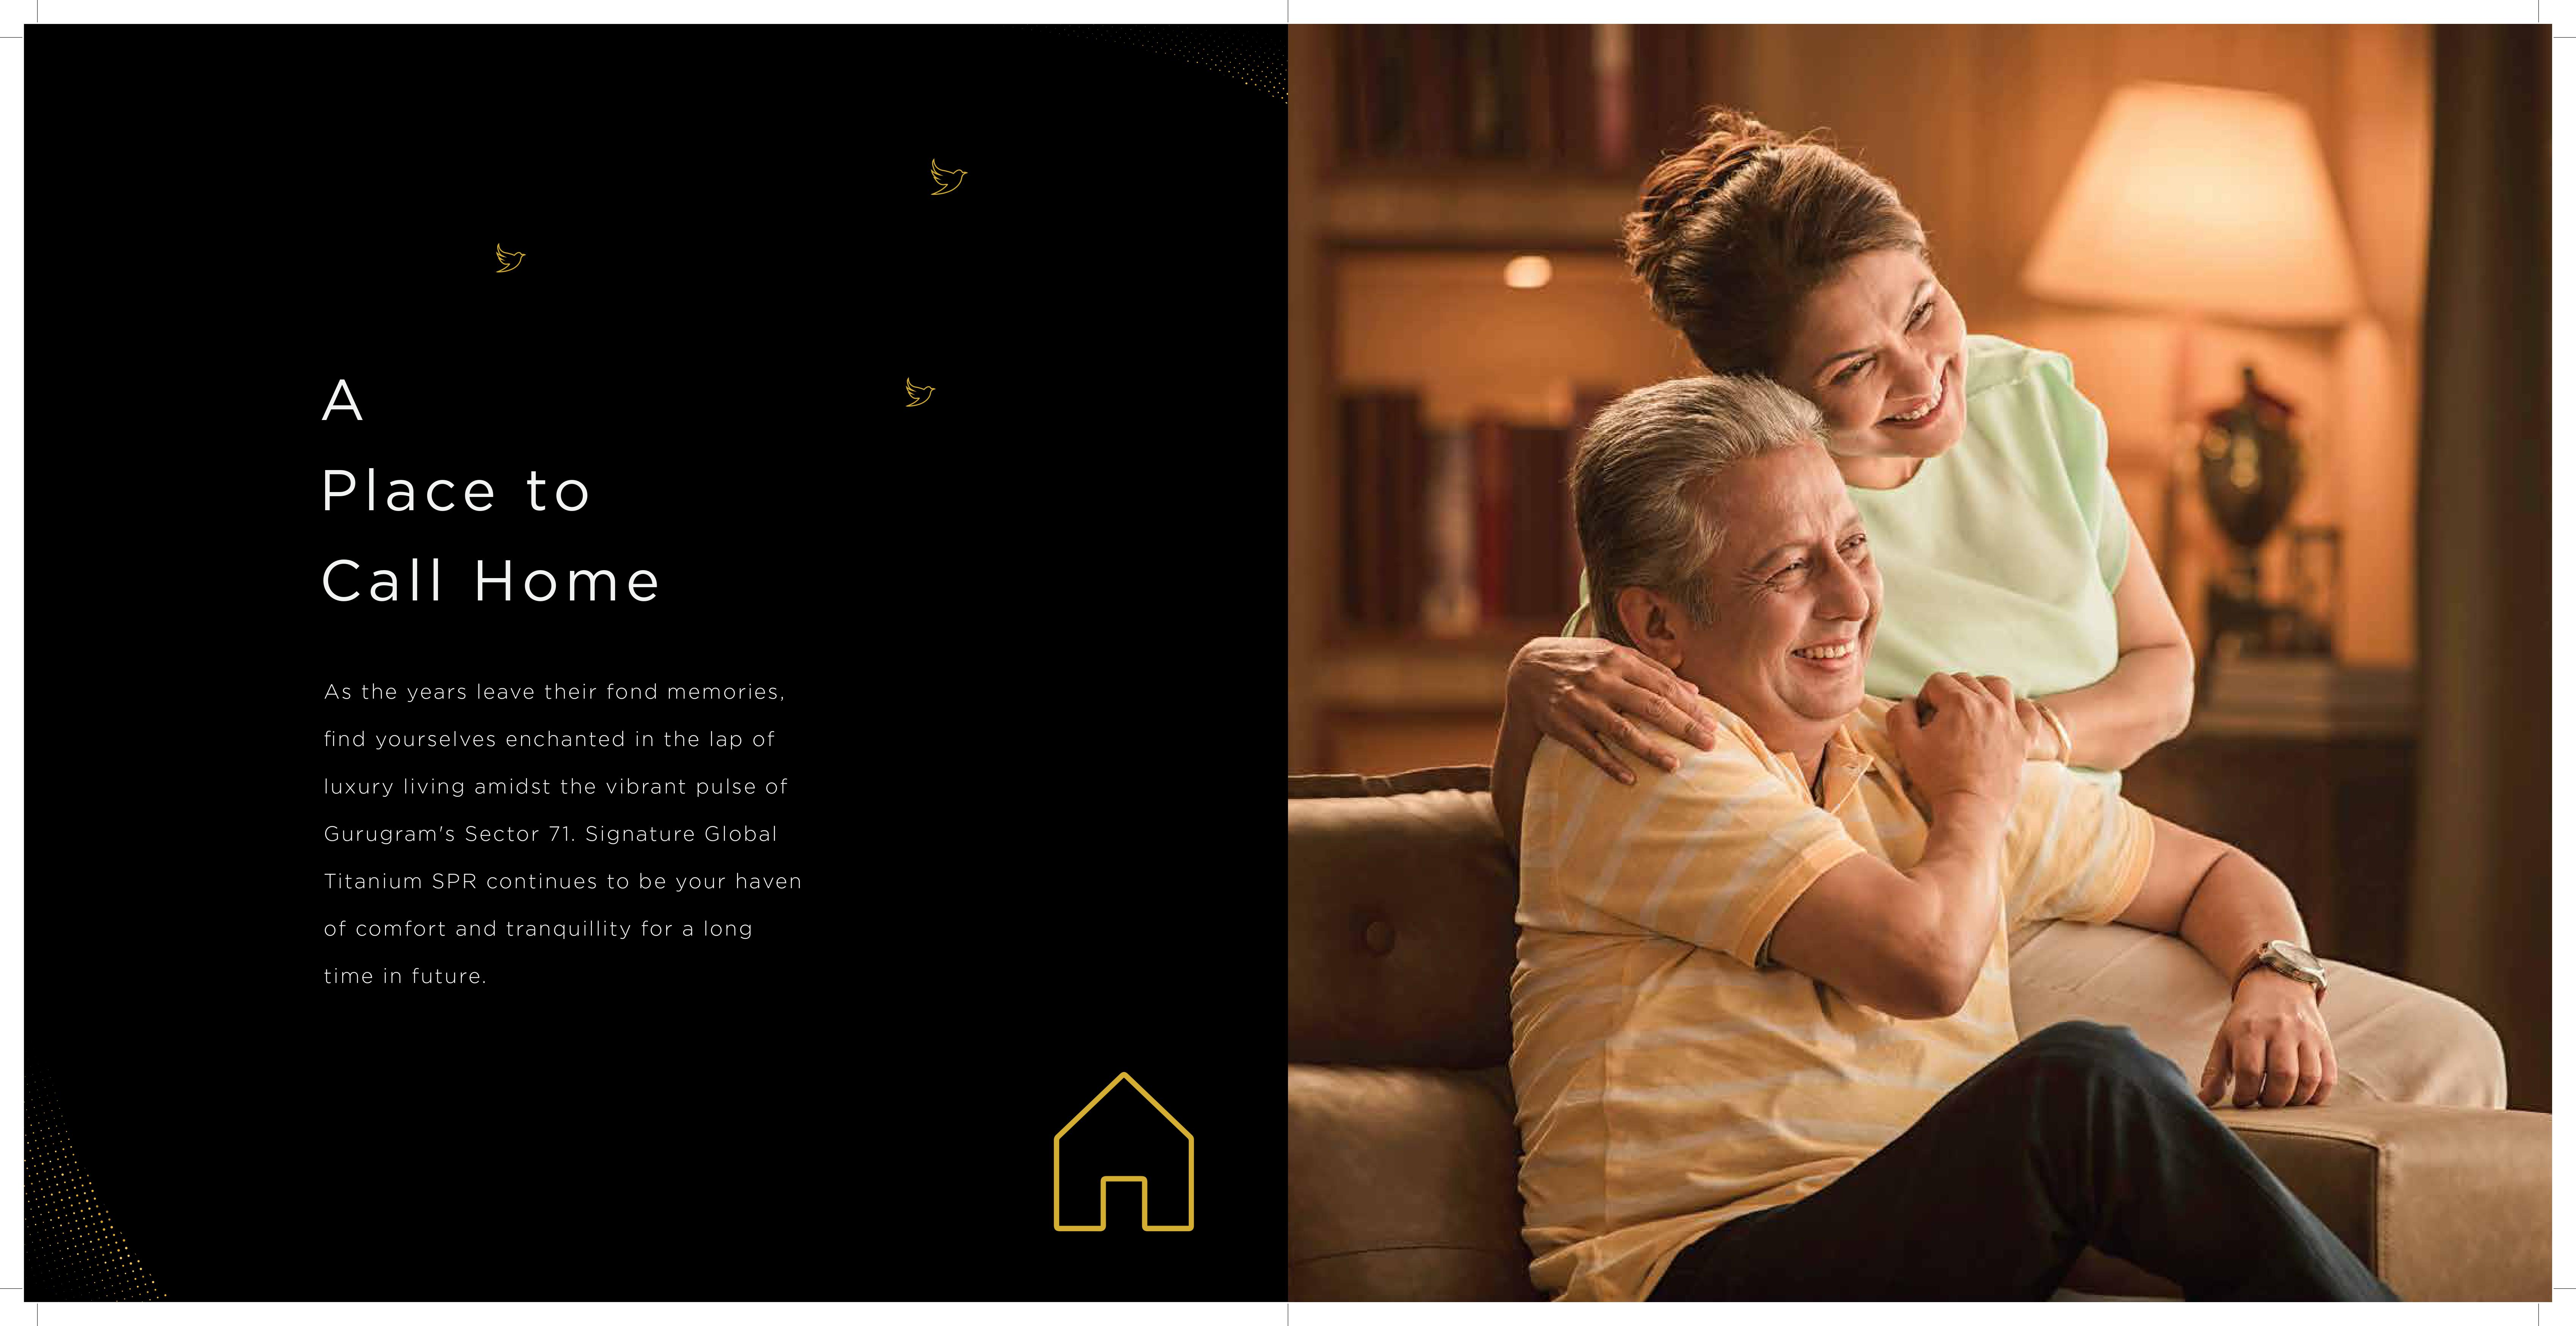 A
Place to
Call Home
As the years leave their fond memories,
find yourselves enchanted in the lap of
luxury living amidst the vibrant pulse of
Gurugram's Sector 71. Signature Global
Titanium SPR continues to be your haven
of comfort and tranquillity for a long
time in future.